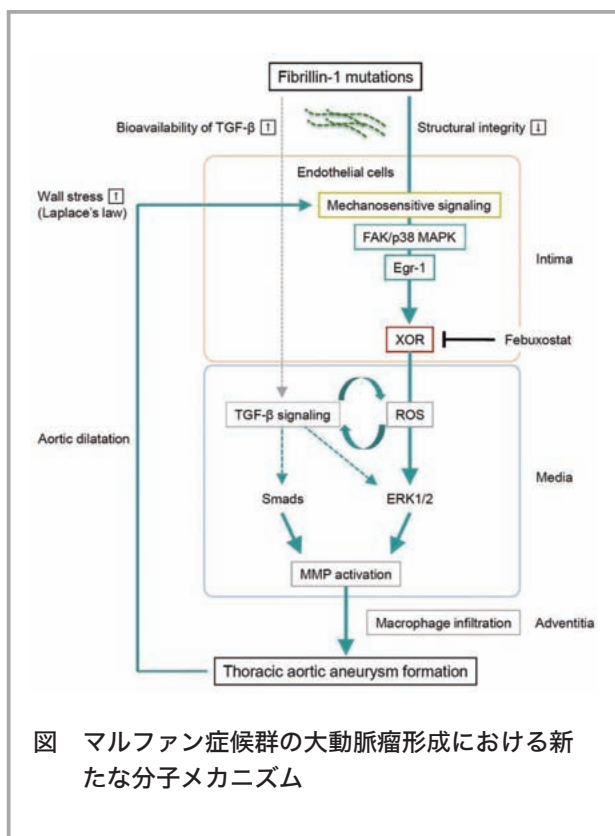 Fibrillin-1 mutations
Bioavailability of TGF-β ↑
Structural integrity ↓
Endothelial cells
Wall stress ↑
(Laplace's law)
Mechanosensitive signaling
FAK/p38 MAPK
Egr-1
Intima
XOR
Febuxostat
TGF-β signaling
ROS
Aortic dilatation
Media
Smads
ERK1/2
MMP activation
Macrophage infiltration
Adventitia
Thoracic aortic aneurysm formation
図 マルファン症候群の大動脈瘤形成における新
たな分子メカニズム